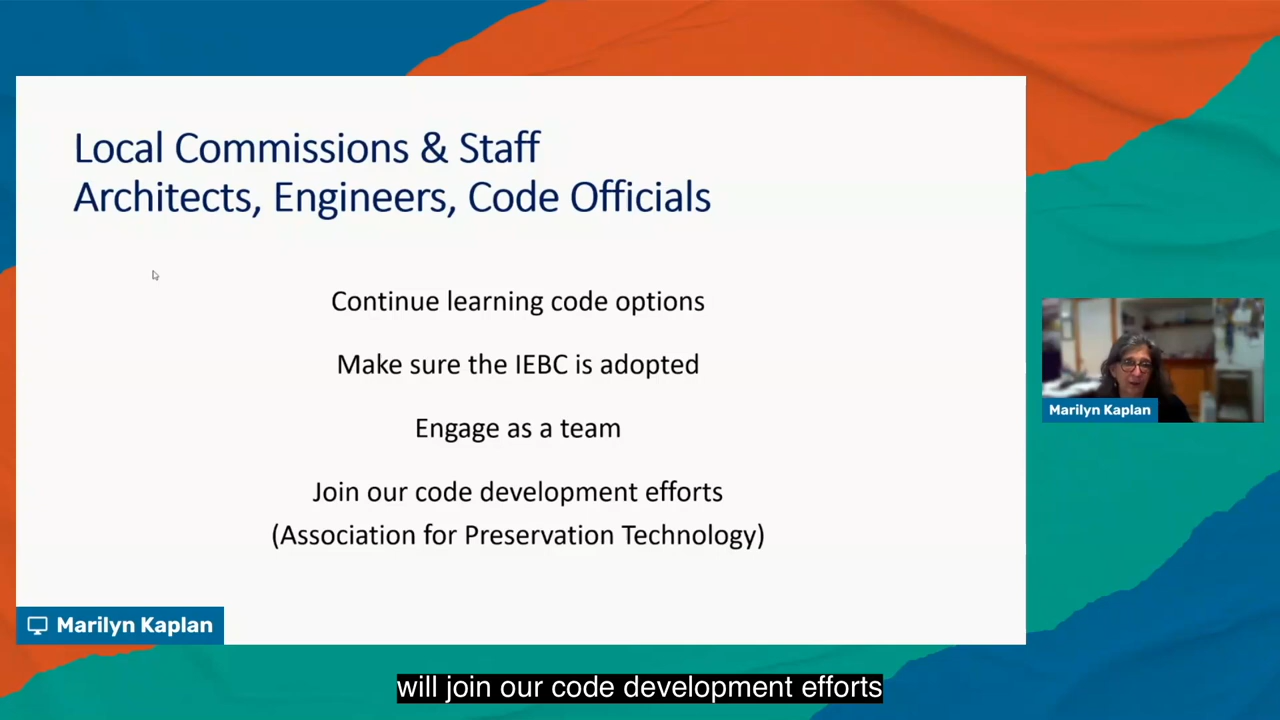 Local Commissions & Staff
Architects, Engineers, Code Officials
Continue learning code options
Make sure the IEBC is adopted
Engage as a team
Join our code development efforts
(Association for Preservation Technology)
Marilyn Kaplan
Marilyn Kaplan
will join our code development efforts